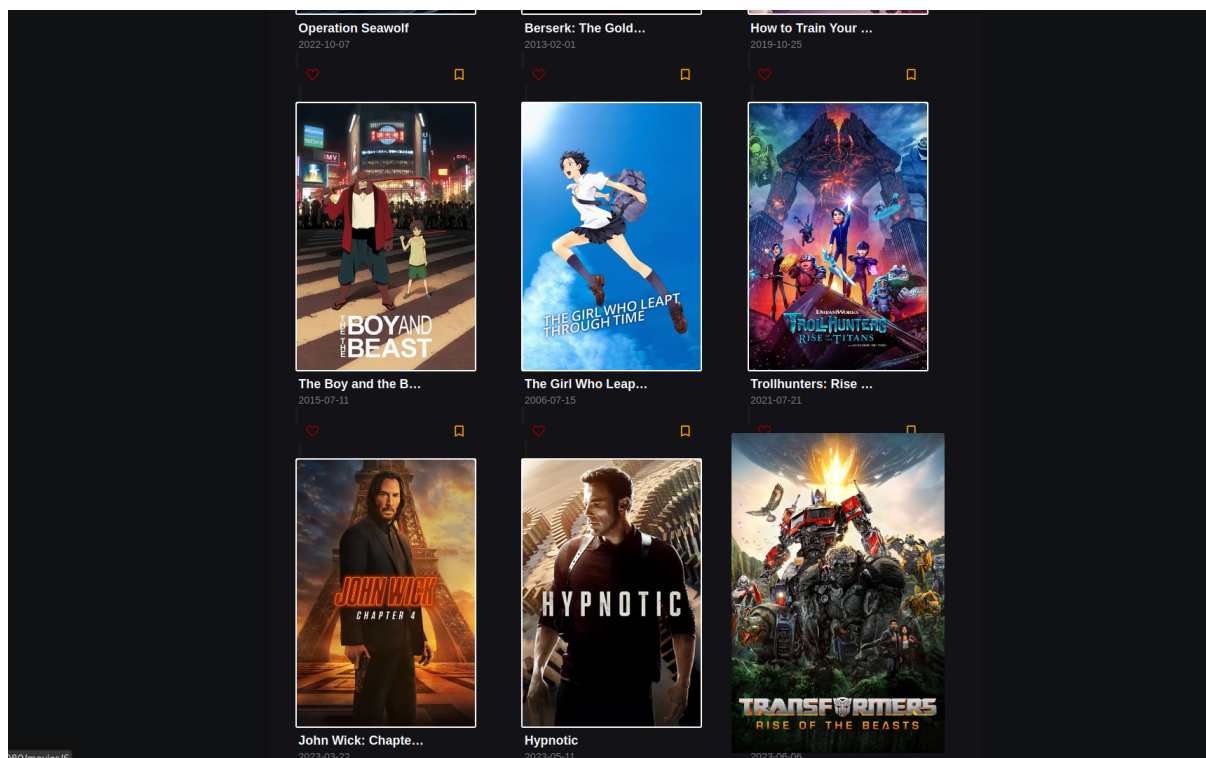 Operation Seawolf
Berserk: The Gold…
How to Train Your …
2022-10-07
2013-02-01
2019-10-25
IMV
THE BOY AND
THE BEAST
THE GIRL WHO LEAPT
THROUGH TIME
DREAMWORKS
TROLLHUNTERS
RISE OF THE TITANS
The Boy and the B…
The Girl Who Leap…
Trollhunters: Rise …
2015-07-11
2006-07-15
2021-07-21
JOHN WICK
CHAPTER 4
HYPNOTIC
TRANSFORMERS
RISE OF THE BEASTS
John Wick: Chapte…
Hypnotic
2023-03-22
2023-05-11
2023-06-06